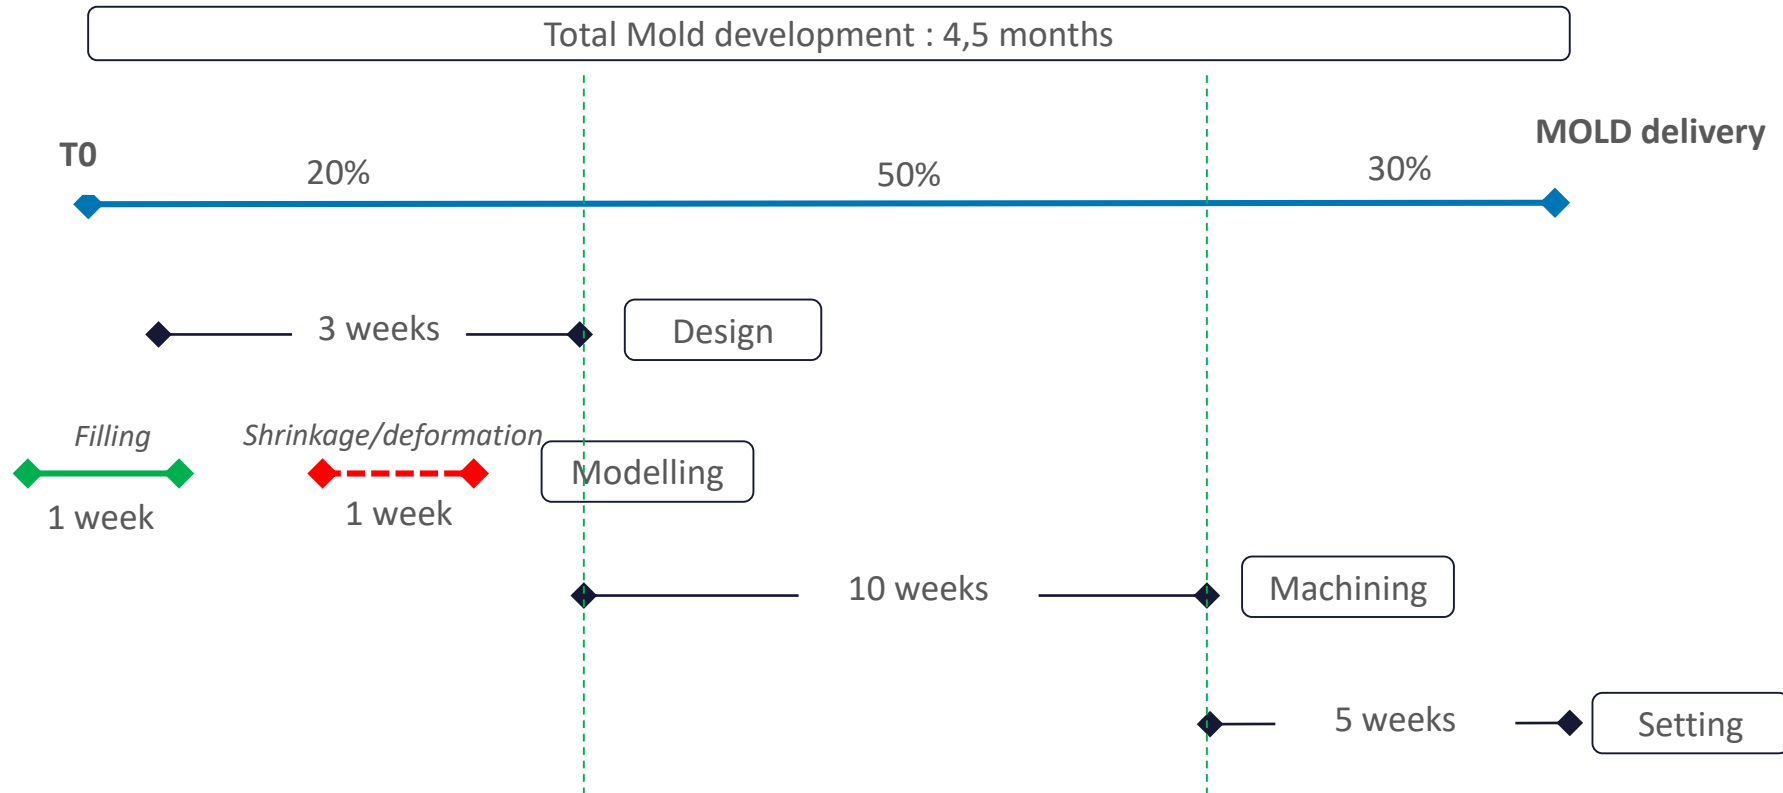 Total Mold development : 4,5 months
T0
20%
50%
30%
MOLD delivery
3 weeks
Design
Filling
Shrinkage/deformation
Modelling
1 week
1 week
10 weeks
Machining
5 weeks
Setting